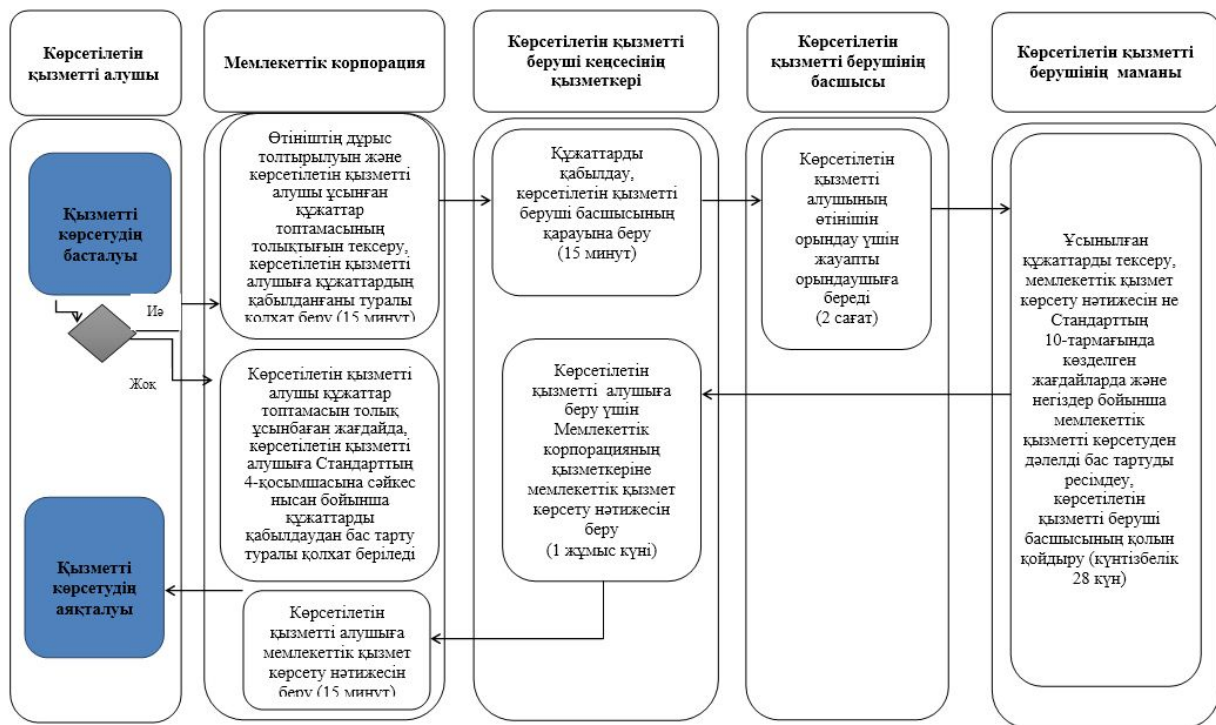 Көрсетілетін
қызметті алушы
Мемлекеттік корпорация
Көрсетілетін қызметті
беруші кеңсесінің
қызметкері
Көрсетілетін
қызметті берушінің
басшысы
Көрсетілетін қызметті
берушінің маманы
Қызметті
көрсетудің
басталуы
Иә
Жоқ
Қызметті
көрсетудің
аяқталуы
Өтініштің дұрыс
толтырылуын және
көрсетілетін қызметті
алушы ұсынған
құжаттар
топтамасының
толықтығын тексеру,
көрсетілетін қызметті
алушыға құжаттардың
қабылданғаны туралы
қолхат беру (15 минут)
Көрсетілетін қызметті
алушы құжаттар
топтамасын толық
ұсынбаған жағдайда,
көрсетілетін қызметті
алушыға Стандарттың
4-қосымшасына сәйкес
нысан бойынша
құжаттарды
қабылдаудан бас тарту
туралы қолхат беріледі
Көрсетілетін
қызметті алушыға
мемлекеттік қызмет
көрсету нәтижесін
беру (15 минут)
Құжаттарды
қабылдау,
көрсетілетін қызметті
беруші басшысының
қарауына беру
(15 минут)
Көрсетілетін
қызметті алушыға
беру үшін
Мемлекеттік
корпорацияның
қызметкеріне
мемлекеттік қызмет
көрсету нәтижесін
беру
(1 жұмыс күні)
Көрсетілетін
қызметті
алушының
өтінішін
орындау үшін
жауапты
орындаушыға
береді
(2 сағат)
Ұсынылған
құжаттарды тексеру,
мемлекеттік қызмет
көрсету нәтижесін не
Стандарттың
10-тармағында
көзделген
жағдайларда және
негіздер бойынша
мемлекеттік
қызметті көрсетуден
дәлелді бас тартуды
ресімдеу,
көрсетілетін
қызметті беруші
басшысының қолын
қойдыру (күнтізбелік
28 күн)